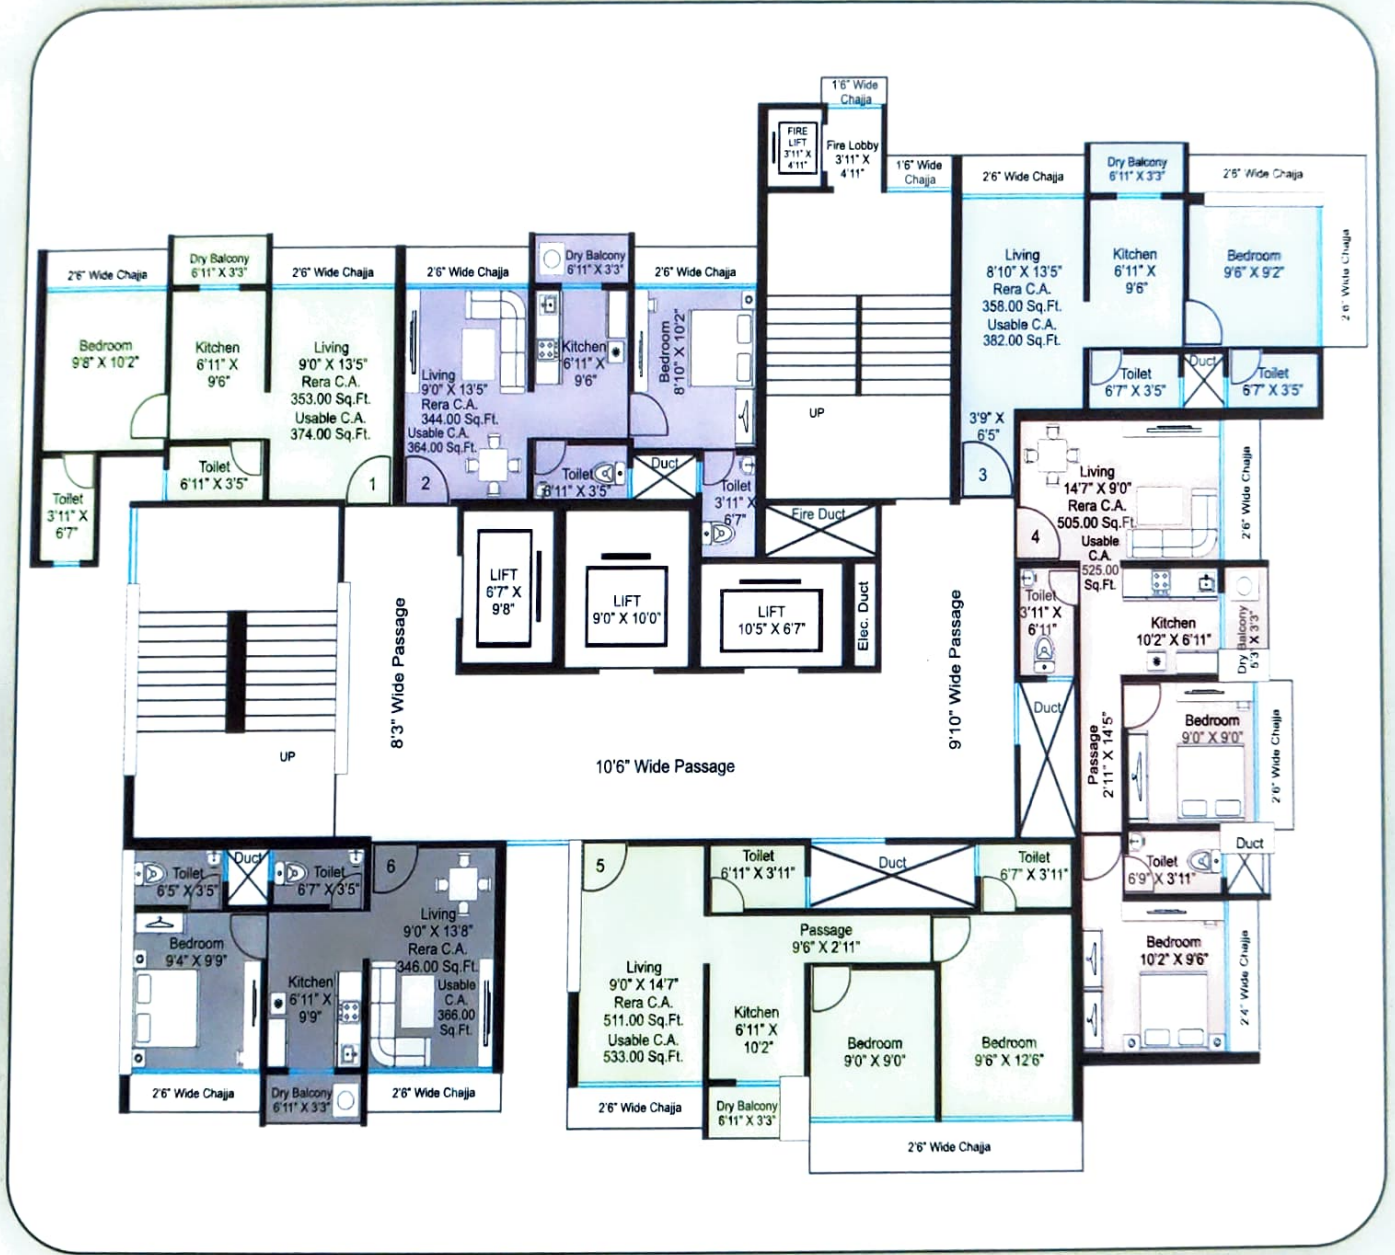 1'6" Wide
Chajja
FIRE
LIFT
3'11" X
4'11"
Fire Lobby
3'11" X
4'11"
1'6" Wide
Chajja
2'6" Wide Chajja
Dry Balcony
6'11" X 3'3"
2'6" Wide Chajja
2'6" Wide Chajja
Living
8'10" X 13'5"
Rera C.A.
358.00 Sq.Ft.
Usable C.A.
382.00 Sq.Ft.
Kitchen
6'11" X
9'6"
Bedroom
9'6" X 9'2"
Toilet
6'7" X 3'5"
Duct
Toilet
6'7" X 3'5"
3'9" X
6'5"
3
UP
2'6" Wide Chajja
Dry Balcony
6'11" X 3'3"
2'6" Wide Chajja
2'6" Wide Chajja
Dry Balcony
6'11" X 3'3"
2'6" Wide Chajja
Bedroom
9'8" X 10'2"
Kitchen
6'11" X
9'6"
Living
9'0" X 13'5"
Rera C.A.
353.00 Sq.Ft.
Usable C.A.
374.00 Sq.Ft.
Toilet
6'11" X 3'5"
1
Toilet
3'11" X
6'7"
Living
9'0" X 13'5"
Rera C.A.
344.00 Sq.Ft.
Usable C.A.
364.00 Sq.Ft.
2
Kitchen
6'11" X
9'6"
Bedroom
8'10" X 10'2"
Toilet
6'11" X 3'5"
Duct
Toilet
3'11" X
6'7"
Fire Duct
LIFT
6'7" X
9'8"
LIFT
9'0" X 10'0"
LIFT
10'5" X 6'7"
Elec. Duct
8'3" Wide Passage
9'10" Wide Passage
10'6" Wide Passage
UP
Living
14'7" X 9'0"
Rera C.A.
505.00 Sq.Ft.
Usable
C.A.
525.00
Sq.Ft.
4
2'6" Wide Chajja
Toilet
3'11" X
6'11"
Kitchen
10'2" X 6'11"
Dry Balcony
5'3" X 3'3"
Duct
Passage
2'11" X 14'5"
Bedroom
9'0" X 9'0"
2'6" Wide Chajja
Toilet
6'9" X 3'11"
Duct
Bedroom
10'2" X 9'6"
2'4" Wide Chajja
Toilet
6'5" X 3'5"
Duct
Toilet
6'7" X 3'5"
6
Living
9'0" X 13'8"
Rera C.A.
346.00 Sq.Ft.
Usable
C.A.
366.00
Sq.Ft.
Bedroom
9'4" X 9'9"
Kitchen
6'11" X
9'9"
2'6" Wide Chajja
Dry Balcony
6'11" X 3'3"
2'6" Wide Chajja
5
Toilet
6'11" X 3'11"
Duct
Toilet
6'7" X 3'11"
Passage
9'6" X 2'11"
Living
9'0" X 14'7"
Rera C.A.
511.00 Sq.Ft.
Usable C.A.
533.00 Sq.Ft.
Kitchen
6'11" X
10'2"
Bedroom
9'0" X 9'0"
Bedroom
9'6" X 12'6"
2'6" Wide Chajja
Dry Balcony
6'11" X 3'3"
2'6" Wide Chajja